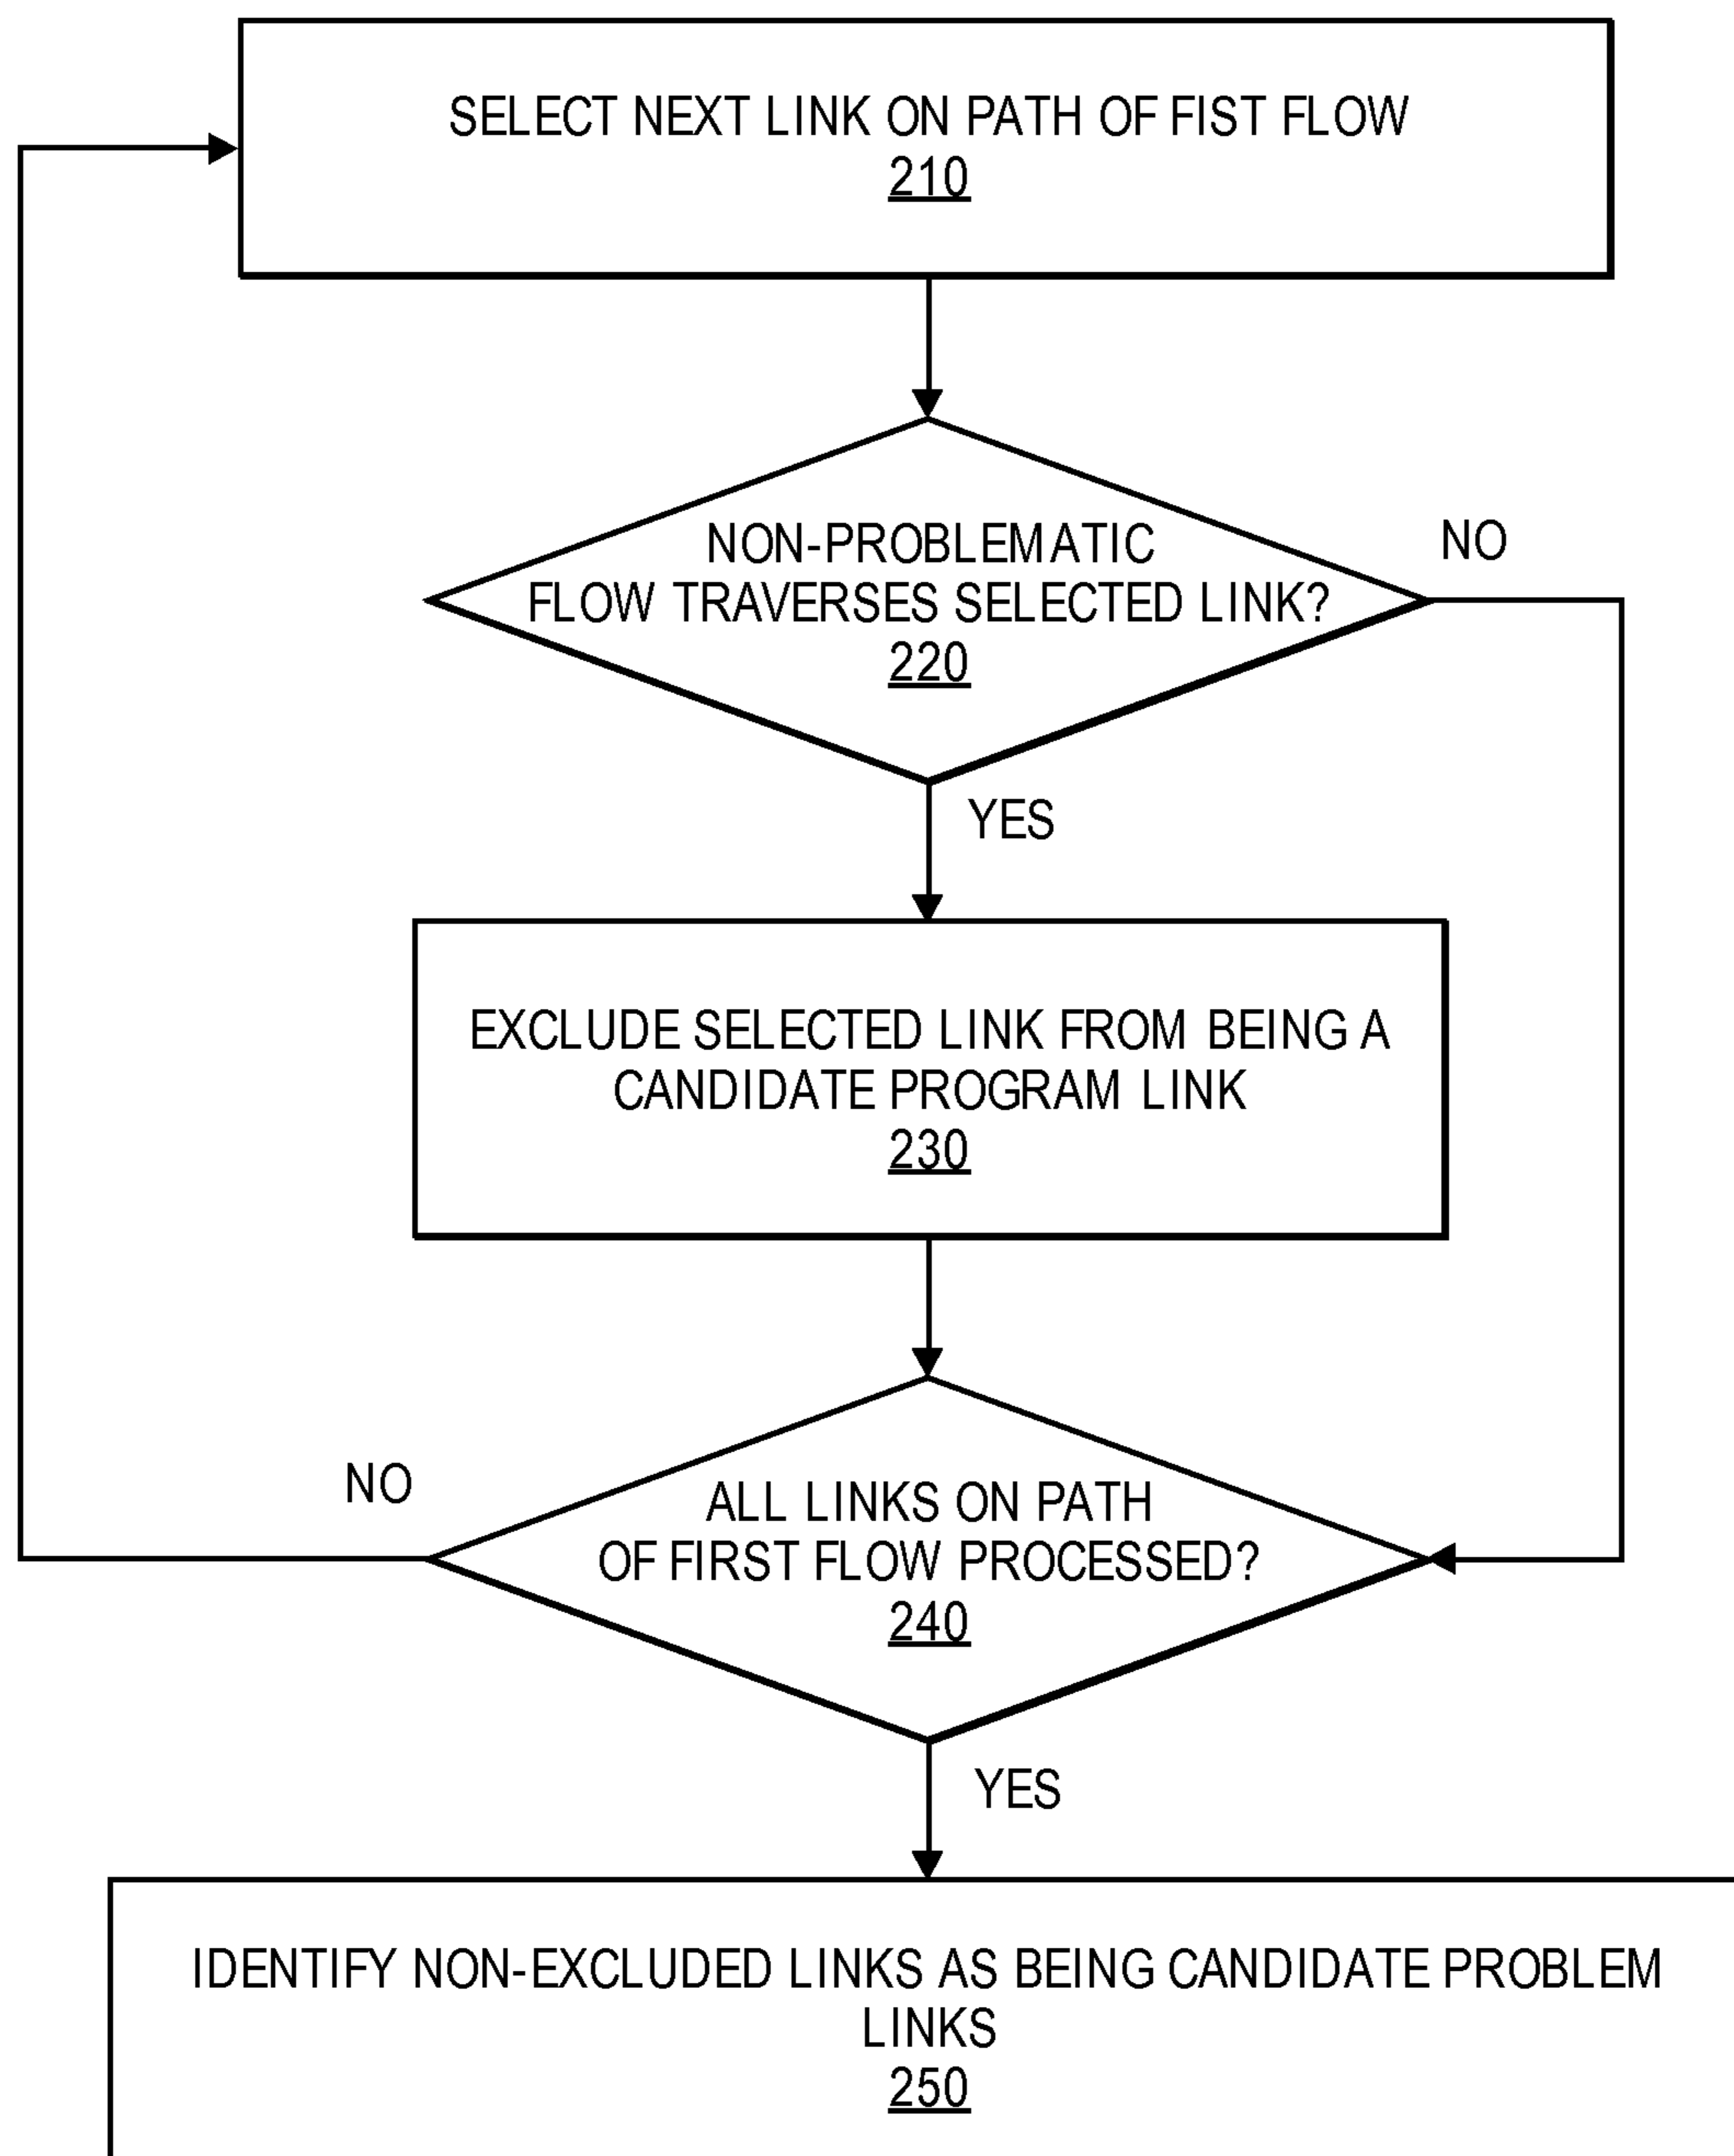 SELECT NEXT LINK ON PATH OF FIST FLOW
210
NON-PROBLEMATIC
FLOW TRAVERSES SELECTED LINK?
220
NO
YES
EXCLUDE SELECTED LINK FROM BEING A
CANDIDATE PROGRAM LINK
230
NO
ALL LINKS ON PATH
OF FIRST FLOW PROCESSED?
240
YES
IDENTIFY NON-EXCLUDED LINKS AS BEING CANDIDATE PROBLEM
LINKS
250